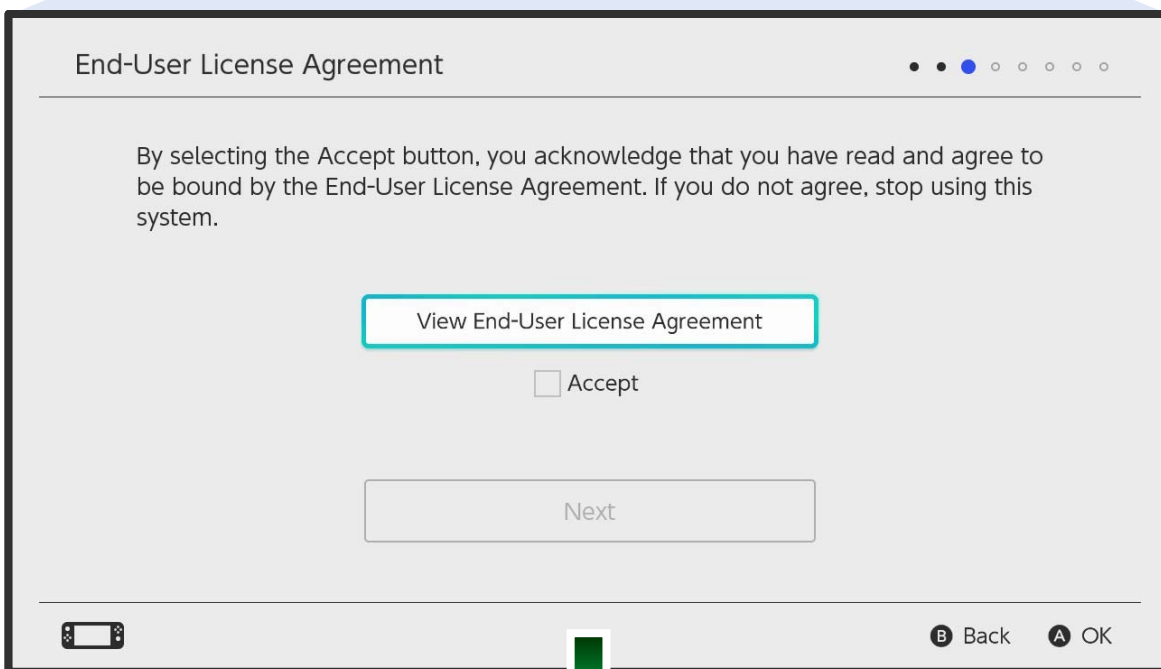 End-User License Agreement
By selecting the Accept button, you acknowledge that you have read and agree to
be bound by the End-User License Agreement. If you do not agree, stop using this
system.
View End-User License Agreement
Accept
Next
B Back A OK